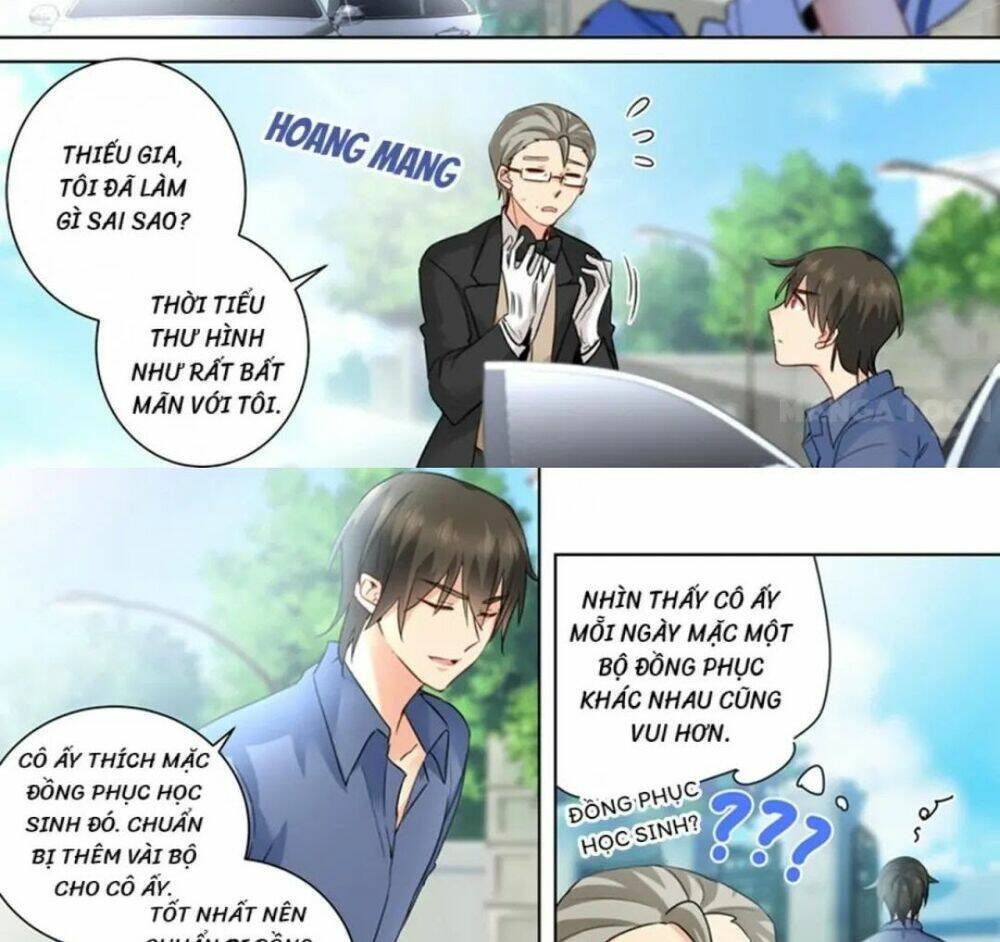 HOANG MANG
THIẾU GIA,
TÔI ĐÃ LÀM
GÌ SAI SAO?
THỜI TIỂU
THƯ HÌNH
NHƯ RẤT BẤT
MÃN VỚI TÔI.
MANGATOON
CÔ ẤY THÍCH MẶC
ĐỒNG PHỤC HỌC
SINH ĐÓ. CHUẨN
BỊ THÊM VÀI BỘ
CHO CÔ ẤY.
TỐT NHẤT NÊN
NHÌN THẤY CÔ ẤY
MỖI NGÀY MẶC MỘT
BỘ ĐỒNG PHỤC
KHÁC NHAU CŨNG
VUI HƠN.
ĐỒNG PHỤC
HỌC SINH?
???